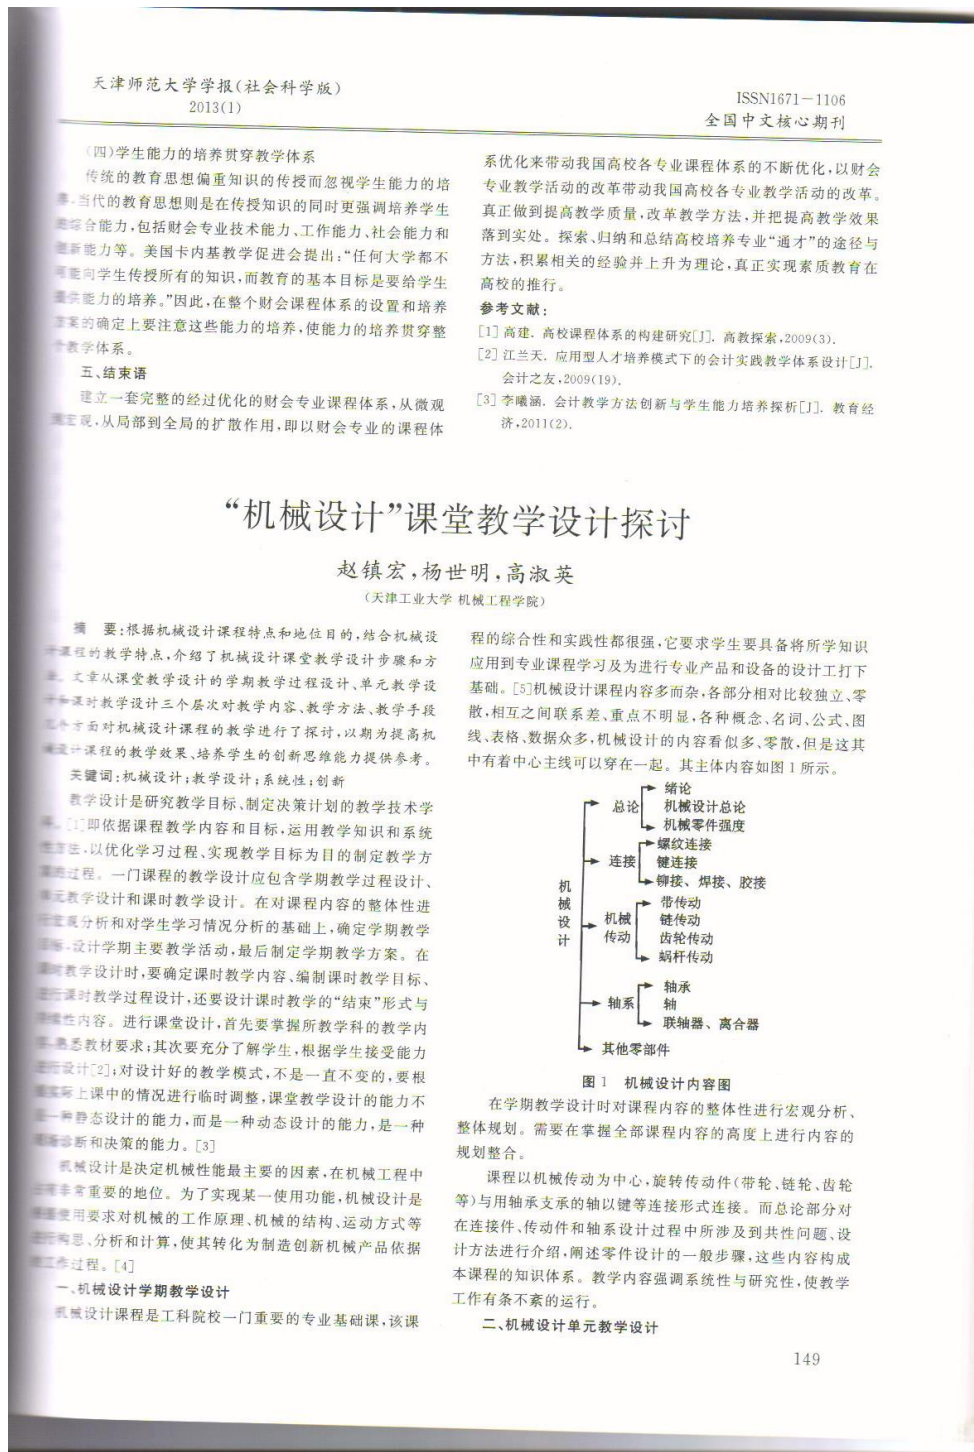 天津师范大学学报(社会科学版)
2013(1)
ISSN1671-1106
全国中文核心期刊
(四)学生能力的培养贯穿教学体系
传统的教育思想偏重知识的传授而忽视学生能力的培
当代的教育思想则是在传授知识的同时更强调培养学生
综合能力,包括财会专业技术能力、工作能力、社会能力和
能力等。美国卡内基教学促进会提出:“任何大学都不
向学生传授所有的知识,而教育的基本目标是要给学生
能力的培养。”因此,在整个财会课程体系的设置和培养
的确定上要注意这些能力的培养,使能力的培养贯穿整
教学体系。
五、结束语
建立一套完整的经过优化的财会专业课程体系,从微观
宏观,从局部到全局的扩散作用,即以财会专业的课程体
系优化来带动我国高校各专业课程体系的不断优化,以财会
专业教学活动的改革带动我国高校各专业教学活动的改革。
真正做到提高教学质量,改革教学方法,并把提高教学效果
落到实处。探索、归纳和总结高校培养专业“通才”的途径与
方法,积累相关的经验并上升为理论,真正实现素质教育在
高校的推行。
参考文献:
[1] 高建. 高校课程体系的构建研究[J]. 高教探索,2009(3).
[2] 江兰天. 应用型人才培养模式下的会计实践教学体系设计[J].
会计之友,2009(19).
[3] 李曦涵. 会计教学方法创新与学生能力培养探析[J]. 教育经
济,2011(2).
“机械设计”课堂教学设计探讨
赵镇宏,杨世明,高淑英
(天津工业大学 机械工程学院)
摘 要:根据机械设计课程特点和地位目的,结合机械设
课程的教学特点,介绍了机械设计课堂教学设计步骤和方
文章从课堂教学设计的学期教学过程设计、单元教学设
课时教学设计三个层次对教学内容、教学方法、教学手段
方面对机械设计课程的教学进行了探讨,以期为提高机
设计课程的教学效果、培养学生的创新思维能力提供参考。
关键词:机械设计;教学设计;系统性;创新
教学设计是研究教学目标、制定决策计划的教学技术学
[1]即依据课程教学内容和目标,运用教学知识和系统
方法,以优化学习过程、实现教学目标为目的制定教学方
过程。一门课程的教学设计应包含学期教学过程设计、
教学设计和课时教学设计。在对课程内容的整体性进
分析和对学生学习情况分析的基础上,确定学期教学
设计学期主要教学活动,最后制定学期教学方案。在
教学设计时,要确定课时教学内容、编制课时教学目标、
课时教学过程设计,还要设计课时教学的“结束”形式与
性内容。进行课堂设计,首先要掌握所教学科的教学内
熟悉教材要求;其次要充分了解学生,根据学生接受能力
设计[2];对设计好的教学模式,不是一直不变的,要根
实际上课中的情况进行临时调整,课堂教学设计的能力不
一种静态设计的能力,而是一种动态设计的能力,是一种
诊断和决策的能力。[3]
机械设计是决定机械性能最主要的因素,在机械工程中
非常重要的地位。为了实现某一使用功能,机械设计是
使用要求对机械的工作原理、机械的结构、运动方式等
构思、分析和计算,使其转化为制造创新机械产品依据
工作过程。[4]
一、机械设计学期教学设计
机械设计课程是工科院校一门重要的专业基础课,该课
程的综合性和实践性都很强,它要求学生要具备将所学知识
应用到专业课程学习及为进行专业产品和设备的设计工打下
基础。[5]机械设计课程内容多而杂,各部分相对比较独立、零
散,相互之间联系差、重点不明显,各种概念、名词、公式、图
线、表格、数据众多,机械设计的内容看似多、零散,但是这其
中有着中心主线可以穿在一起。其主体内容如图1所示。
机械设计
总论
绪论
机械设计总论
机械零件强度
连接
螺纹连接
键连接
铆接、焊接、胶接
机械
传动
带传动
链传动
齿轮传动
蜗杆传动
轴系
轴承
轴
联轴器、离合器
其他零部件
图1 机械设计内容图
在学期教学设计时对课程内容的整体性进行宏观分析、
整体规划。需要在掌握全部课程内容的高度上进行内容的
规划整合。
课程以机械传动为中心,旋转传动件(带轮、链轮、齿轮
等)与用轴承支承的轴以键等连接形式连接。而总论部分对
在连接件、传动件和轴系设计过程中所涉及到共性问题、设
计方法进行介绍,阐述零件设计的一般步骤,这些内容构成
本课程的知识体系。教学内容强调系统性与研究性,使教学
工作有条不紊的运行。
二、机械设计单元教学设计
149